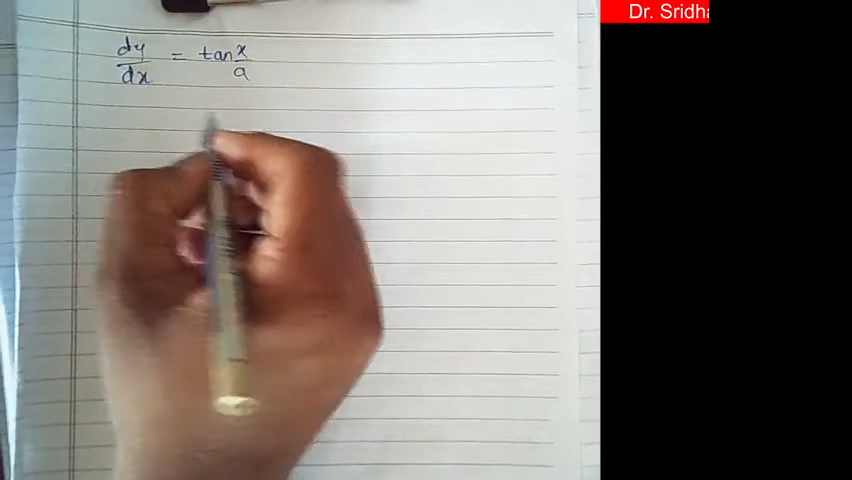 Dr. Sridha
dy/dx = tan x/a